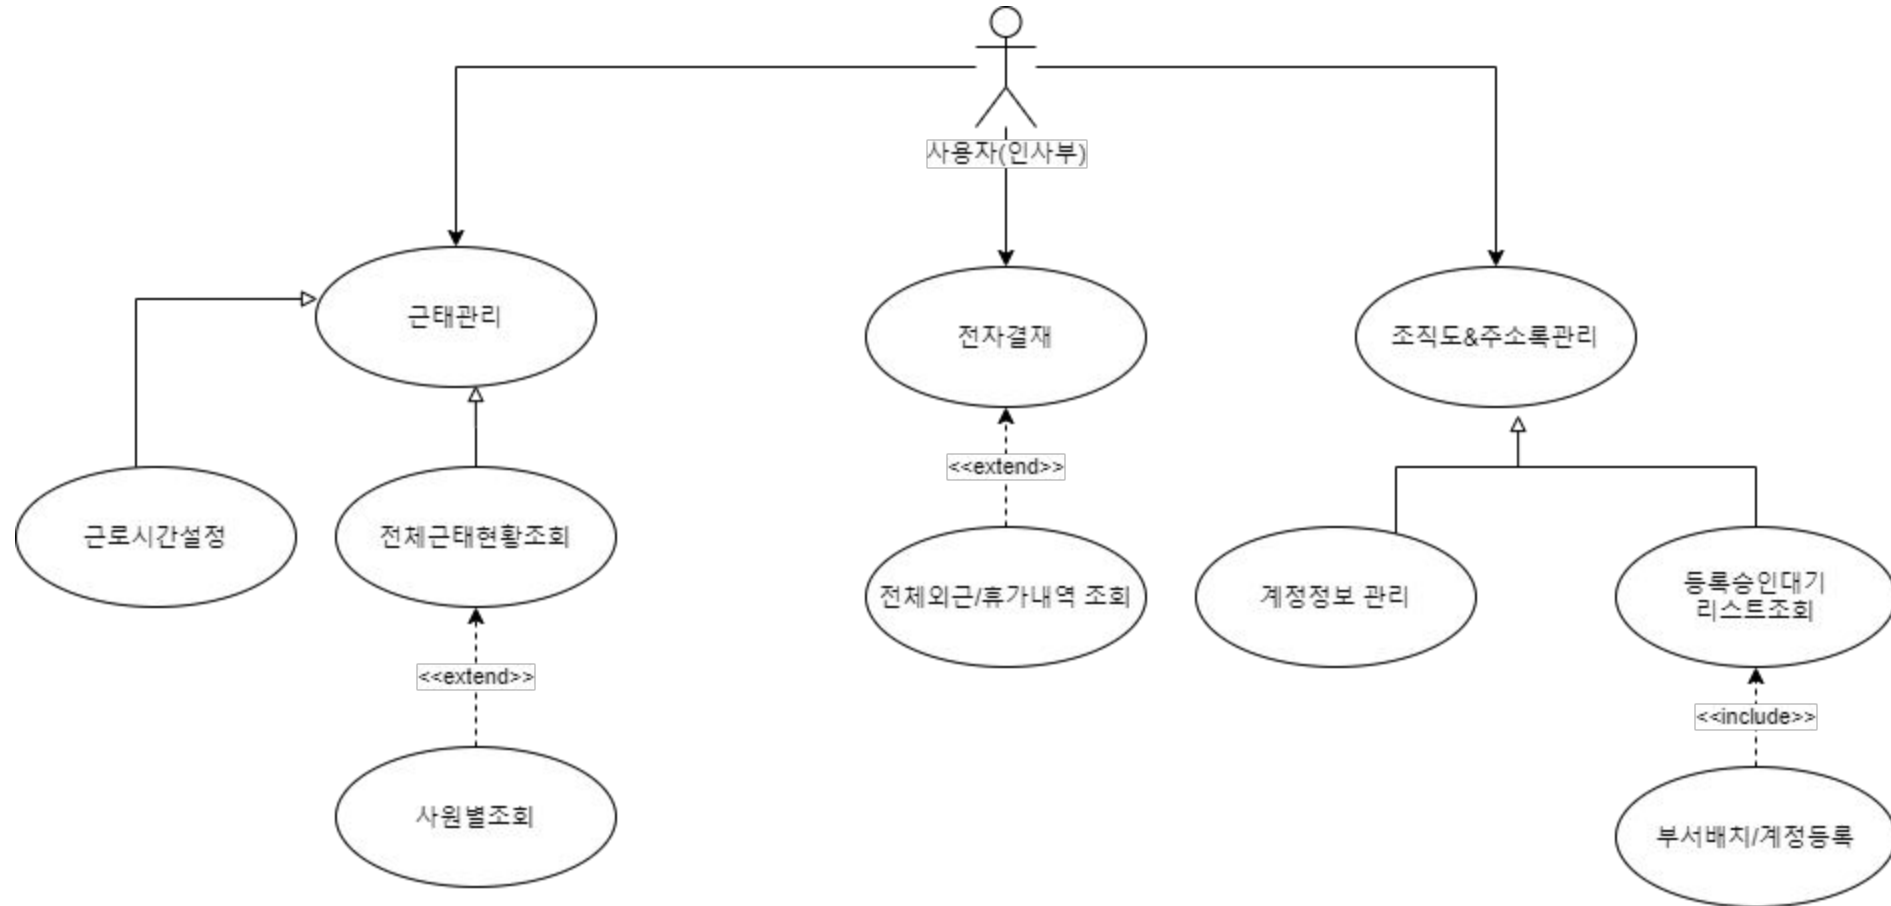 사용자(인사부)
근태관리
전자결재
조직도&주소록관리
<<extend>>
근로시간설정
전체근태현황조회
전체외근/휴가내역 조회
계정정보 관리
등록승인대기
리스트조회
<<extend>>
<<include>>
사원별조회
부서배치/계정등록